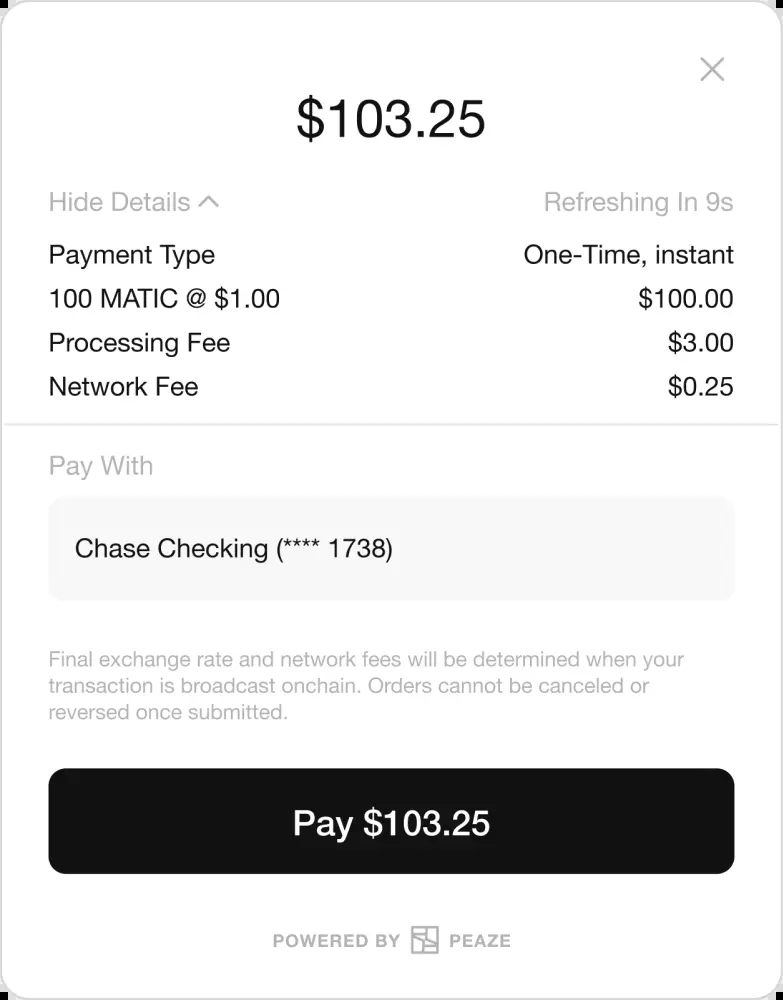 $103.25
Hide Details Refreshing In 9s
Payment Type One-Time, instant
100 MATIC @ $1.00 $100.00
Processing Fee $3.00
Network Fee $0.25
Pay With
Chase Checking (**** 1738)
Final exchange rate and network fees will be determined when your
transaction is broadcast onchain. Orders cannot be canceled or
reversed once submitted.
Pay $103.25
POWERED BY PEAZE